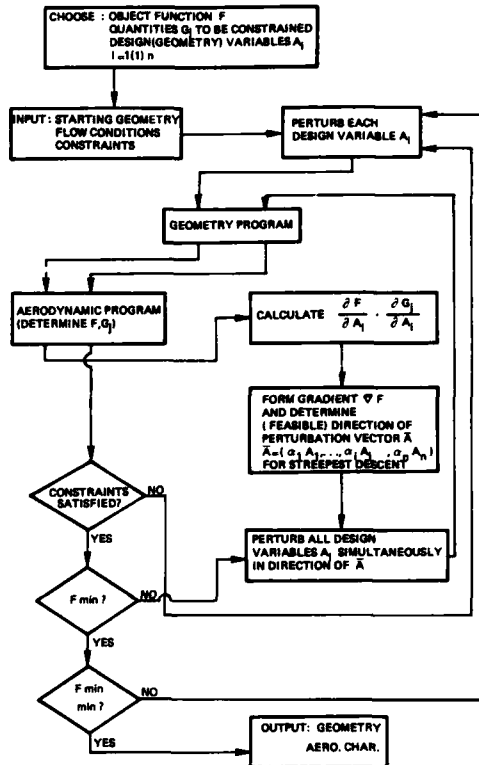 CHOOSE : OBJECT FUNCTION F
QUANTITIES Gj TO BE CONSTRAINED
DESIGN(GEOMETRY) VARIABLES Ai
i =1(1) n
INPUT: STARTING GEOMETRY
FLOW CONDITIONS
CONSTRAINTS
PERTURB EACH
DESIGN VARIABLE Ai
GEOMETRY PROGRAM
AERODYNAMIC PROGRAM
(DETERMINE F,Gj)
CALCULATE ∂F/∂Ai . ∂Gj/∂Ai
FORM GRADIENT ∇ F
AND DETERMINE
( FEASIBLE) DIRECTION OF
PERTURBATION VECTOR A̅
A̅=( α1 A1,..., αi Ai ..., αn An)
FOR STREEPEST DESCENT
CONSTRAINTS
SATISFIED?
NO
YES
PERTURB ALL DESIGN
VARIABLES Ai SIMULTANEOUSLY
IN DIRECTION OF A̅
F min ?
NO
YES
F min
min ?
NO
YES
OUTPUT: GEOMETRY
AERO. CHAR.